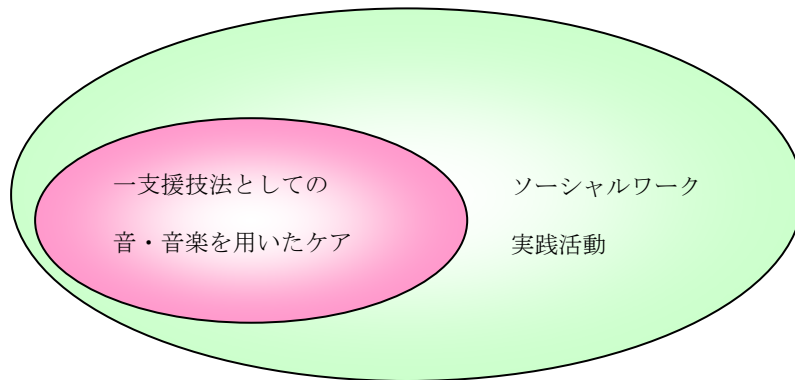 一支援技法としての
音・音楽を用いたケア
ソーシャルワーク
実践活動